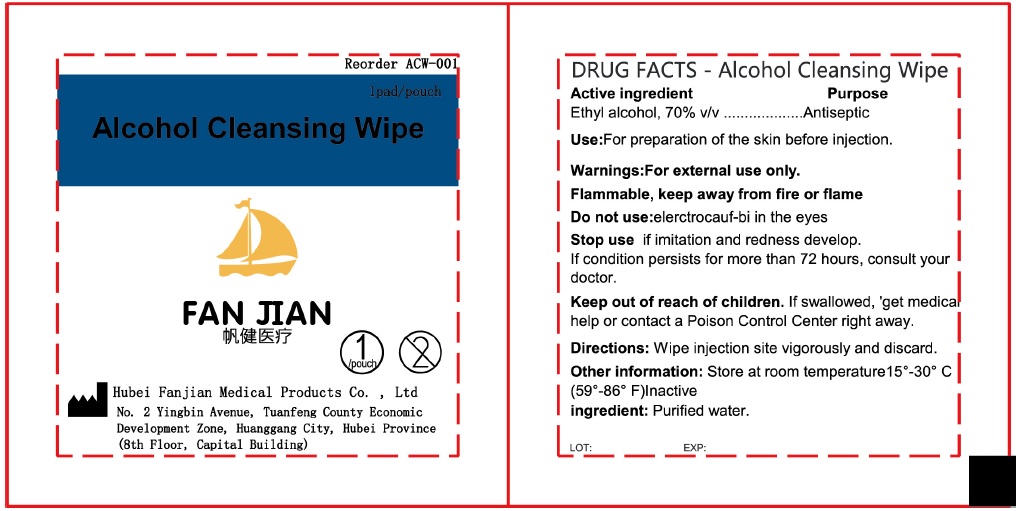 Reorder ACW-001
1pad/pouch
Alcohol Cleansing Wipe
FAN JIAN
帆健医疗
1
/pouch
2
Hubei Fanjian Medical Products Co. , Ltd
No. 2 Yingbin Avenue, Tuanfeng County Economic
Development Zone, Huanggang City, Hubei Province
(8th Floor, Capital Building)
DRUG FACTS - Alcohol Cleansing Wipe
Active ingredient Purpose
Ethyl alcohol, 70% v/v ...................Antiseptic
Use:For preparation of the skin before injection.
Warnings:For external use only.
Flammable, keep away from fire or flame
Do not use:elerctrocauf-bi in the eyes
Stop use if imitation and redness develop.
If condition persists for more than 72 hours, consult your
doctor.
Keep out of reach of children. If swallowed, 'get medical
help or contact a Poison Control Center right away.
Directions: Wipe injection site vigorously and discard.
Other information: Store at room temperature15°-30° C
(59°-86° F)Inactive
ingredient: Purified water.
LOT: EXP: